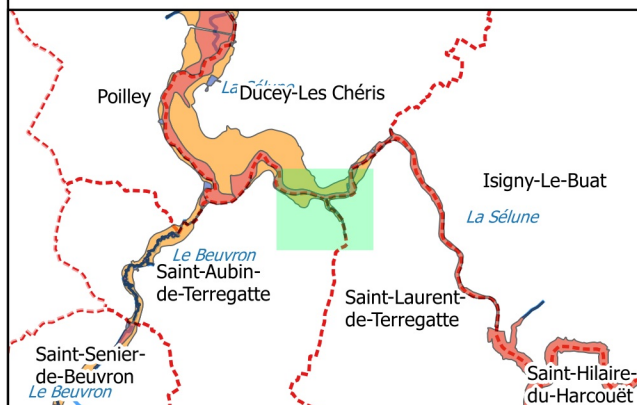 Poilley
La Sélune
Ducey-Les Chéris
Isigny-Le-Buat
La Sélune
Le Beuvron
Saint-Aubin-
de-Terregatte
Saint-Laurent-
de-Terregatte
Saint-Senier-
de-Beuvron
Le Beuvron
Saint-Hilaire-
du-Harcouët